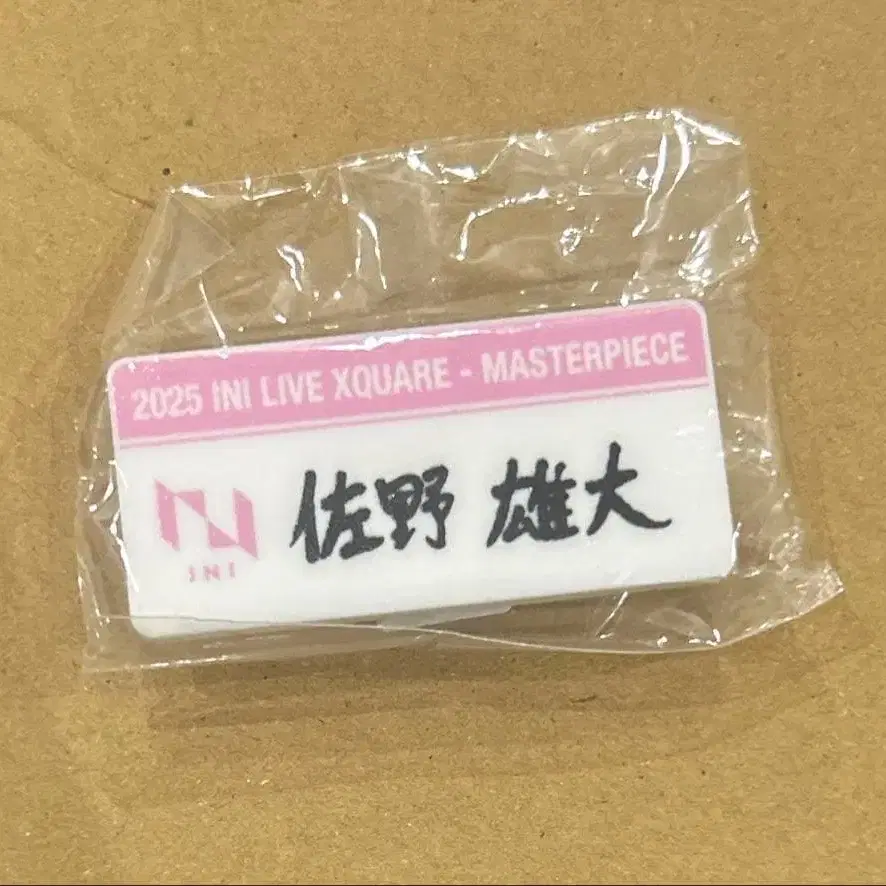 2025 INI LIVE XQUARE - MASTERPIECE
佐野 雄大
INI